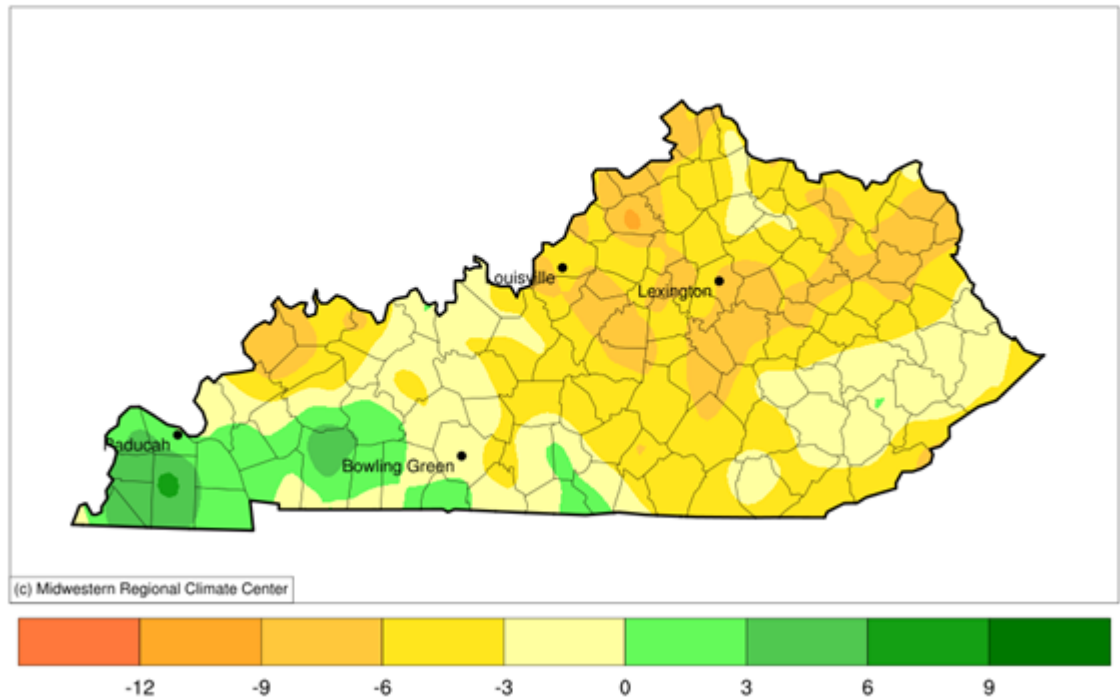 Louisville
Lexington
Paducah
Bowling Green
(c) Midwestern Regional Climate Center
-12 -9 -6 -3 0 3 6 9